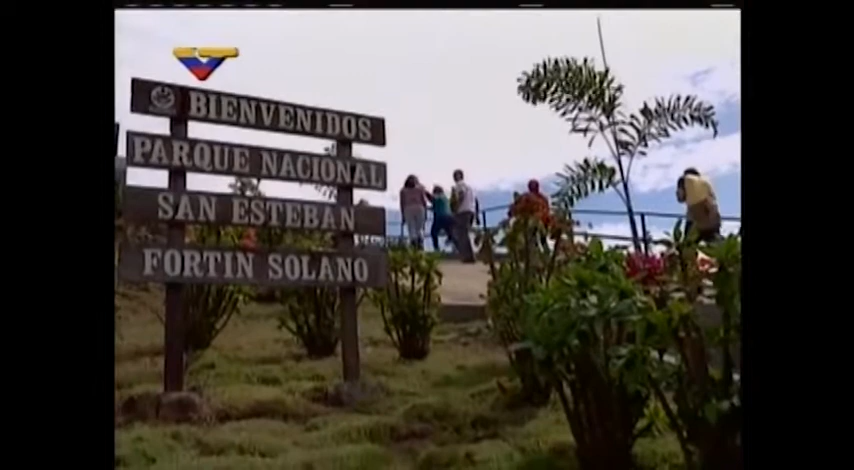 BIENVENIDOS
PARQUE NACIONAL
SAN ESTEBAN
FORTIN SOLANO